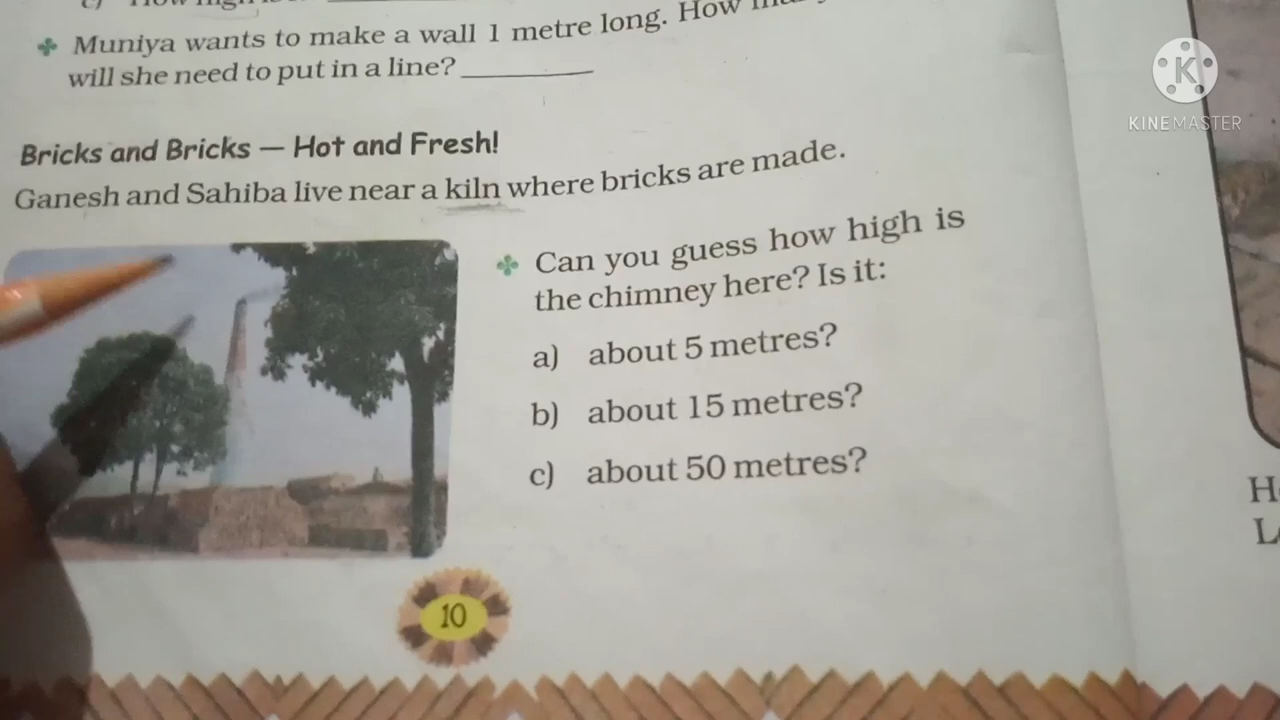 Muniya wants to make a wall 1 metre long. How
will she need to put in a line?
Bricks and Bricks — Hot and Fresh!
Ganesh and Sahiba live near a kiln where bricks are made.
Can you guess how high is
the chimney here? Is it:
a) about 5 metres?
b) about 15 metres?
c) about 50 metres?
10
KINEMASTER